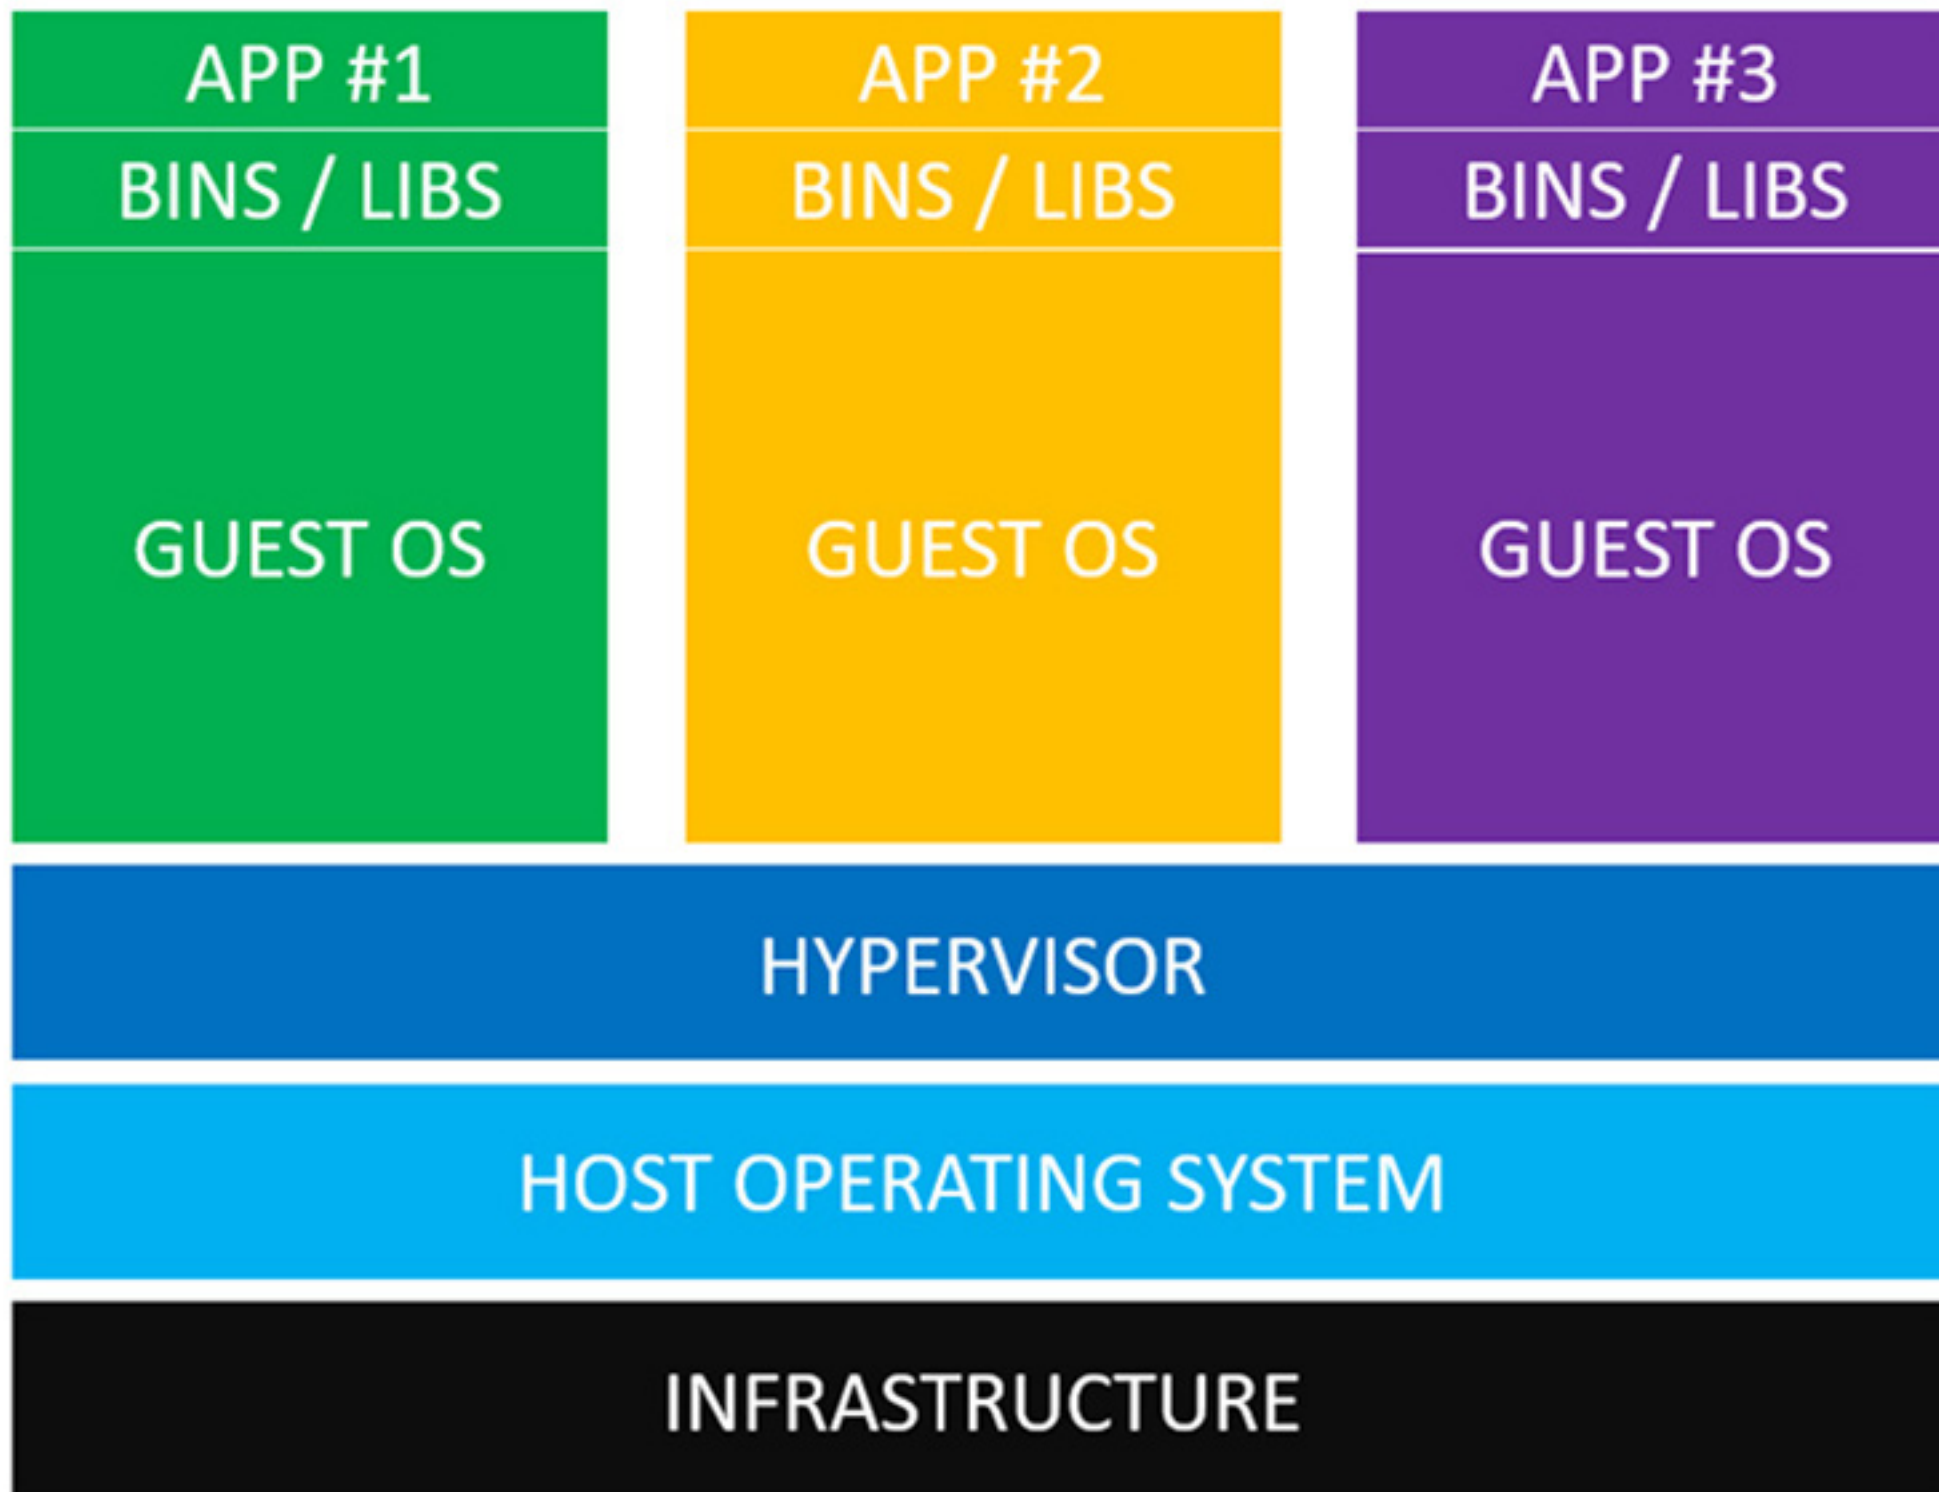 APP #1
APP #2
APP #3
BINS / LIBS
BINS / LIBS
BINS / LIBS
GUEST OS
GUEST OS
GUEST OS
HYPERVISOR
HOST OPERATING SYSTEM
INFRASTRUCTURE